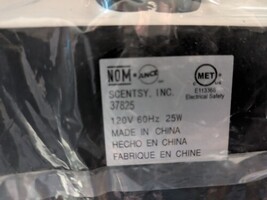 NOM ANCE MET
Electrical Safety
SCENTSY, INC.
37825
120V 60Hz 25W
MADE IN CHINA
HECHO EN CHINA
FABRIQUE EN CHINE